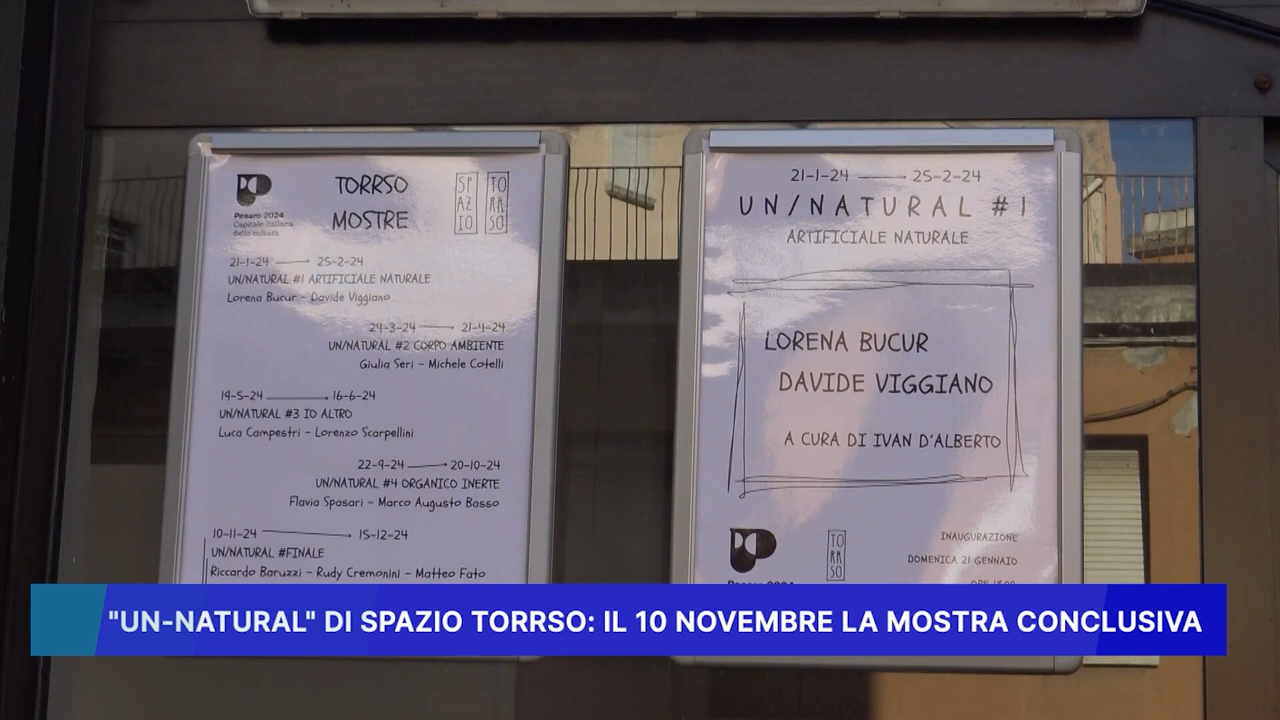 Pesaro 2024
Capitale italiana
della cultura
TORRSO
MOSTRE
SPAZIO
TORRSO
21-1-24 25-2-24
UN/NATURAL #1 ARTIFICIALE NATURALE
Lorena Bucur - Davide Viggiano
24-3-24 21-4-24
UN/NATURAL #2 CORPO AMBIENTE
Giulia Seri - Michele Cotelli
19-5-24 16-6-24
UN/NATURAL #3 IO ALTRO
Luca Campestri - Lorenzo Scarpellini
22-9-24 20-10-24
UN/NATURAL #4 ORGANICO INERTE
Flavia Spasari - Marco Augusto Basso
10-11-24 15-12-24
UN/NATURAL #FINALE
Riccardo Baruzzi - Rudy Cremonini - Matteo Fato
21-1-24 25-2-24
UN/NATURAL #1
ARTIFICIALE NATURALE
LORENA BUCUR
DAVIDE VIGGIANO
A CURA DI IVAN D'ALBERTO
TORRSO
INAUGURAZIONE
DOMENICA 21 GENNAIO
"UN-NATURAL" DI SPAZIO TORRSO: IL 10 NOVEMBRE LA MOSTRA CONCLUSIVA